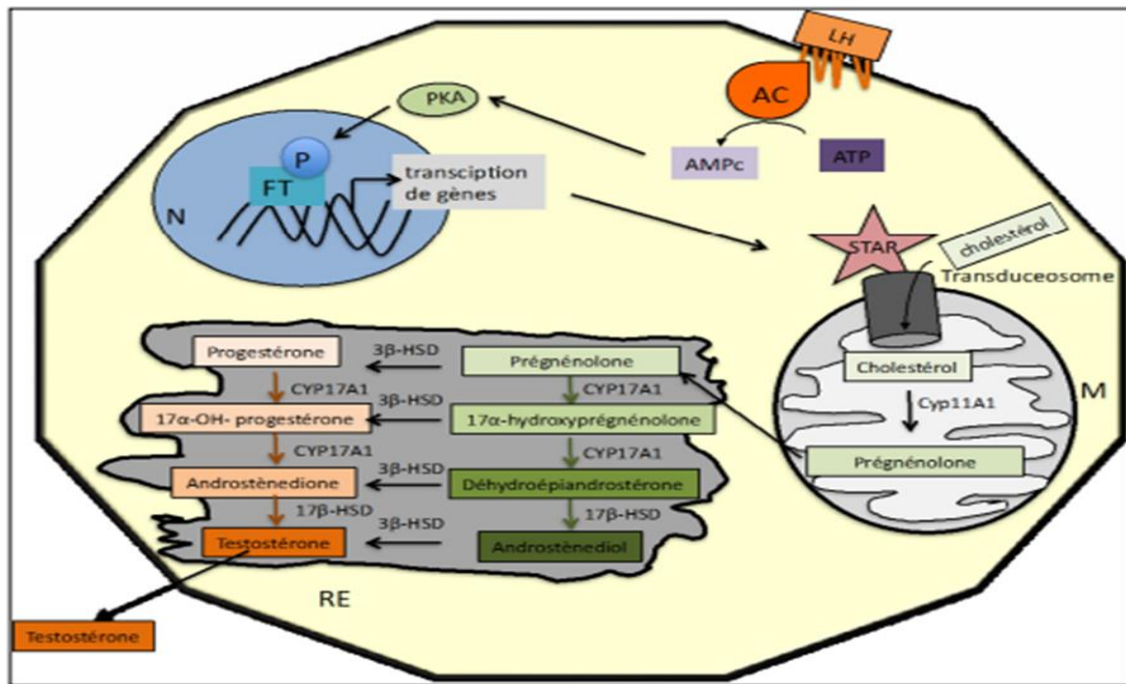 LH
AC
PKA
AMPc
ATP
P
FT
transciption
de gènes
N
STAR
cholestérol
Transduceosome
Cholestérol
Cyp11A1
Prégnénolone
M
Progestérone
3β-HSD
Prégnénolone
CYP17A1
CYP17A1
17α-OH- progestérone
3β-HSD
17α-hydroxyprégnénolone
CYP17A1
CYP17A1
Androstènedione
3β-HSD
Déhydroépiandrostérone
17β-HSD
17β-HSD
Testostérone
3β-HSD
Androstènediol
RE
Testostérone